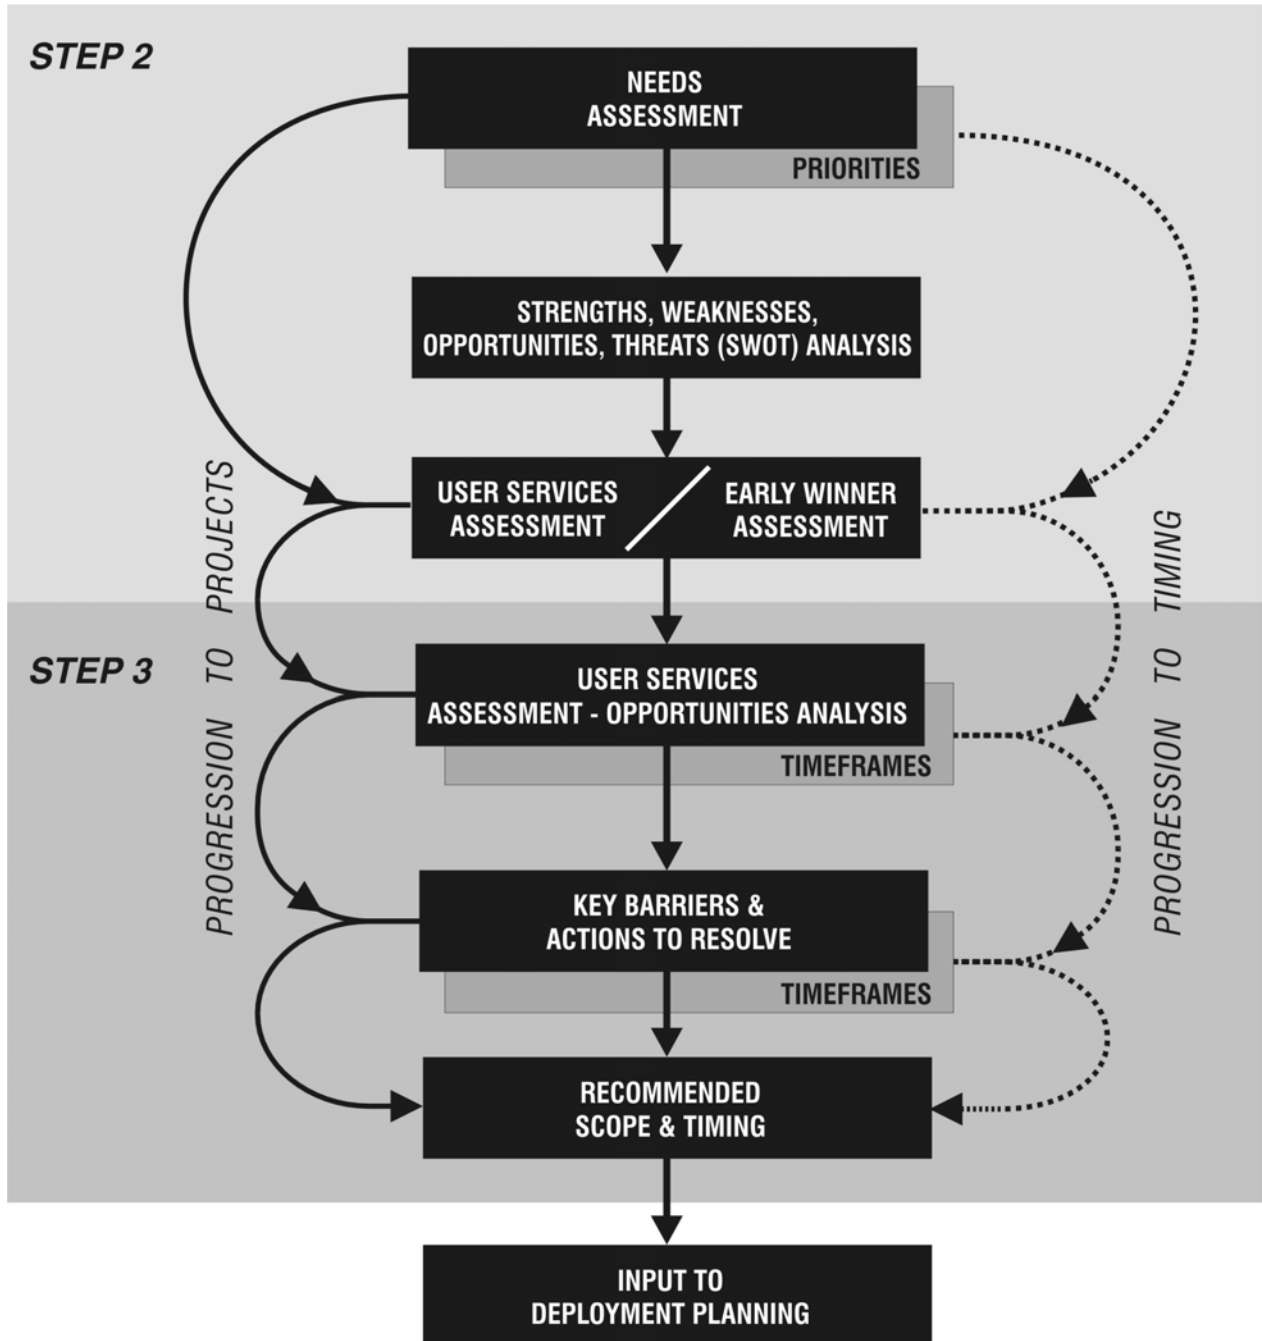 STEP 2
NEEDS
ASSESSMENT
PRIORITIES
STRENGTHS, WEAKNESSES,
OPPORTUNITIES, THREATS (SWOT) ANALYSIS
USER SERVICES
ASSESSMENT
EARLY WINNER
ASSESSMENT
PROGRESSION TO PROJECTS
PROGRESSION TO TIMING
STEP 3
USER SERVICES
ASSESSMENT - OPPORTUNITIES ANALYSIS
TIMEFRAMES
KEY BARRIERS &
ACTIONS TO RESOLVE
TIMEFRAMES
RECOMMENDED
SCOPE & TIMING
INPUT TO
DEPLOYMENT PLANNING